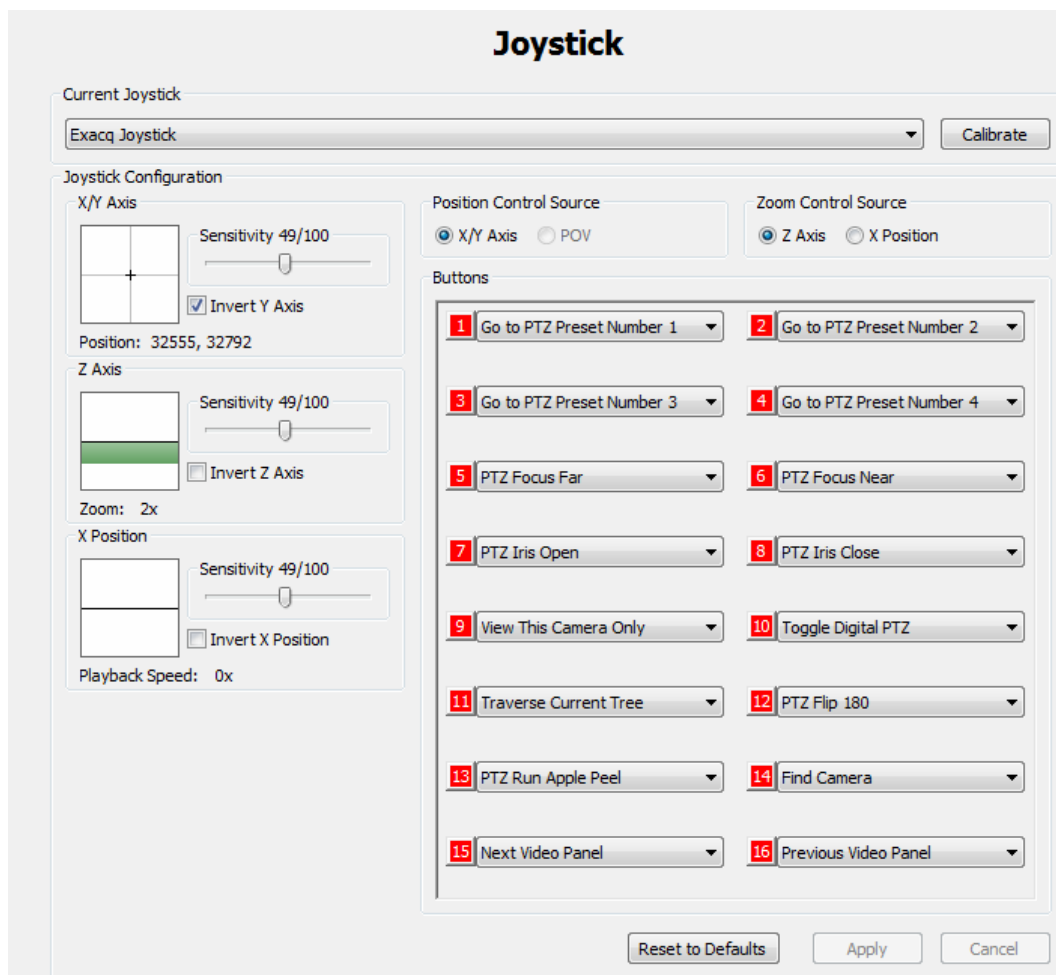 Joystick
Current Joystick
Exacq Joystick
Calibrate
Joystick Configuration
X/Y Axis
Sensitivity 49/100
Invert Y Axis
Position: 32555, 32792
Z Axis
Sensitivity 49/100
Invert Z Axis
Zoom: 2x
X Position
Sensitivity 49/100
Invert X Position
Playback Speed: 0x
Position Control Source
X/Y Axis POV
Zoom Control Source
Z Axis X Position
Buttons
1 Go to PTZ Preset Number 1
2 Go to PTZ Preset Number 2
3 Go to PTZ Preset Number 3
4 Go to PTZ Preset Number 4
5 PTZ Focus Far
6 PTZ Focus Near
7 PTZ Iris Open
8 PTZ Iris Close
9 View This Camera Only
10 Toggle Digital PTZ
11 Traverse Current Tree
12 PTZ Flip 180
13 PTZ Run Apple Peel
14 Find Camera
15 Next Video Panel
16 Previous Video Panel
Reset to Defaults
Apply
Cancel